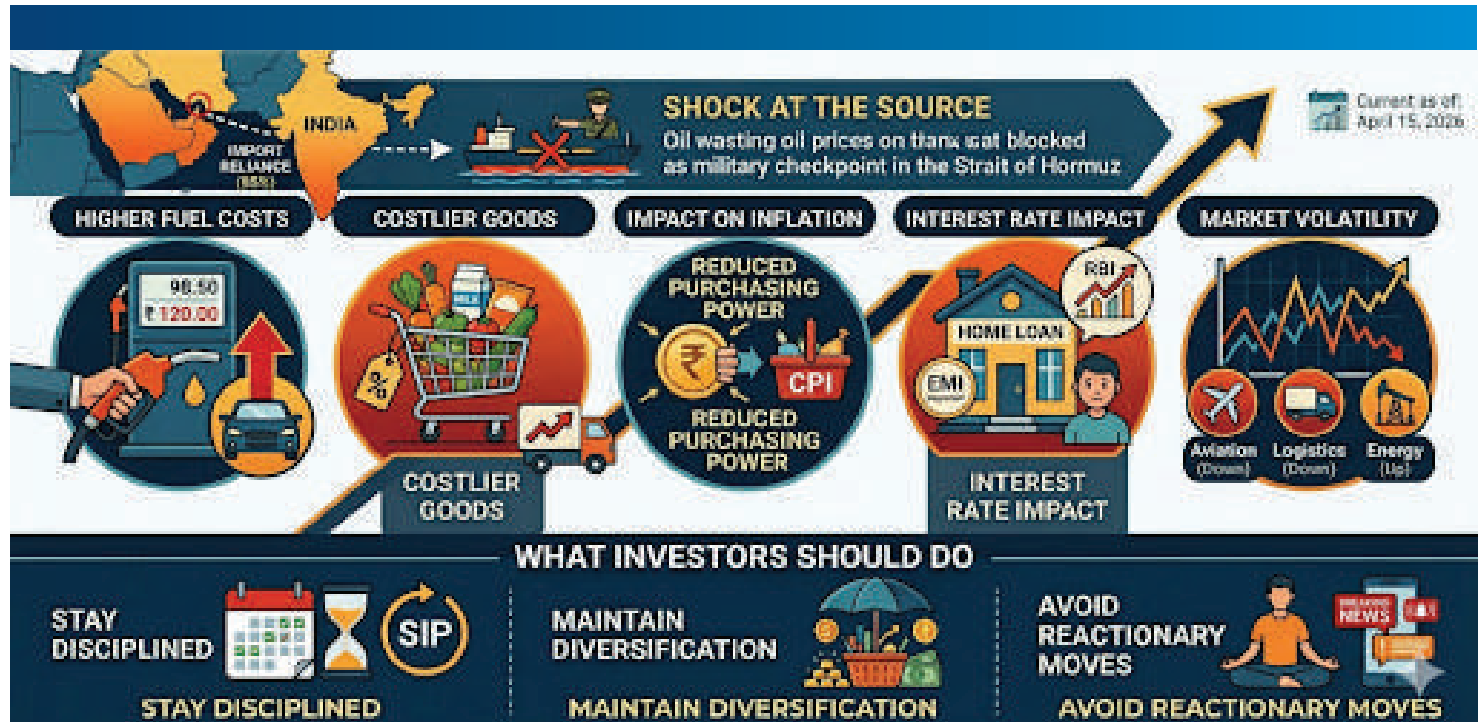 SHOCK AT THE SOURCE
Oil wasting oil prices on blocked
as military checkpoint in the Strait of Hormuz
Current as of:
April 15, 2026
INDIA
IMPORT
RELIANCE
HIGHER FUEL COSTS
COSTLIER GOODS
IMPACT ON INFLATION
INTEREST RATE IMPACT
MARKET VOLATILITY
98.50
₹ 120.00
MILK
%
REDUCED
PURCHASING
POWER
₹
CPI
REDUCED
PURCHASING
POWER
RBI
HOME LOAN
EMI
Aviation
(Down)
Logistics
(Down)
Energy
(Up)
COSTLIER
GOODS
INTEREST
RATE IMPACT
WHAT INVESTORS SHOULD DO
STAY
DISCIPLINED
SIP
STAY DISCIPLINED
MAINTAIN
DIVERSIFICATION
MAINTAIN DIVERSIFICATION
AVOID
REACTIONARY
MOVES
BREAKING
NEWS
AVOID REACTIONARY MOVES